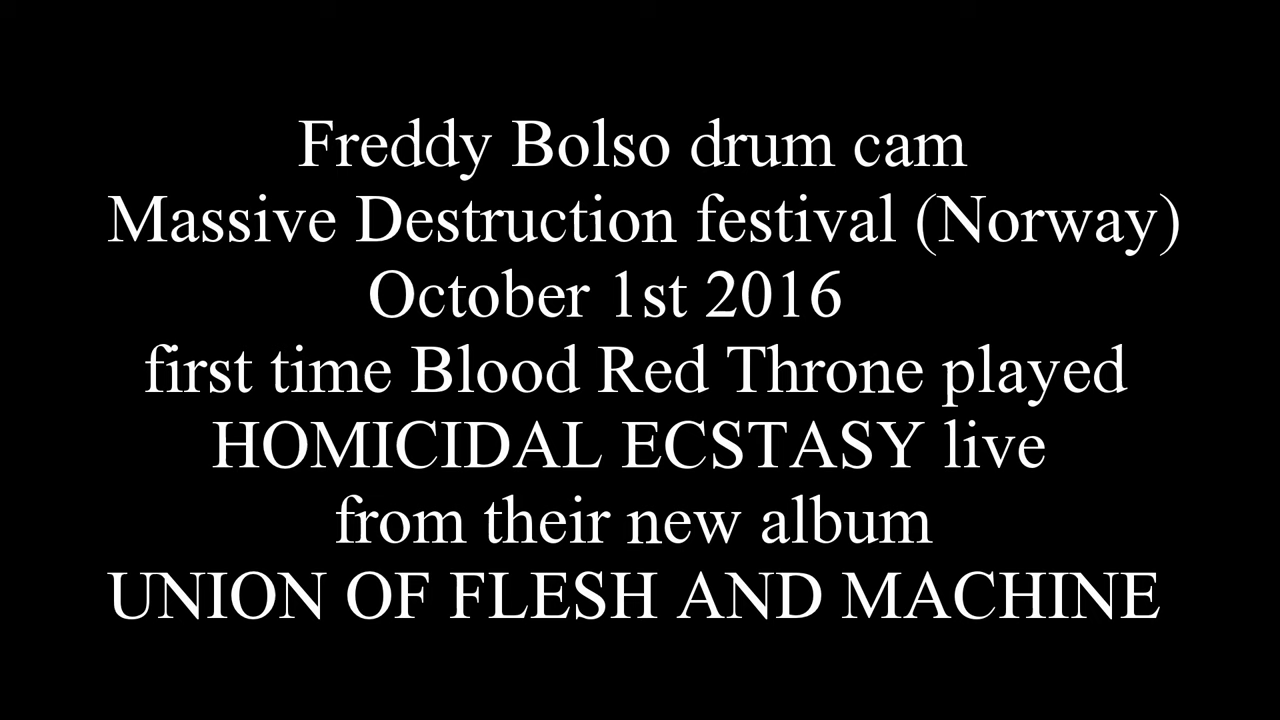 Freddy Bolso drum cam
Massive Destruction festival (Norway)
October 1st 2016
first time Blood Red Throne played
HOMICIDAL ECSTASY live
from their new album
UNION OF FLESH AND MACHINE